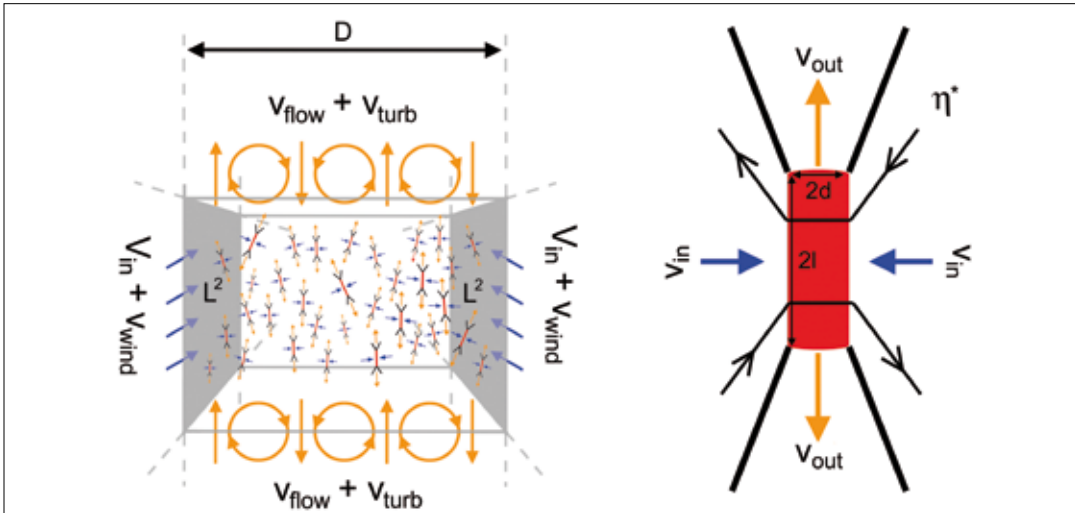 D
v_flow + v_turb
V_in + v_wind
L²
L²
V_in + v_wind
v_flow + v_turb
v_out
η*
2d
v_in
2l
v_in
v_out